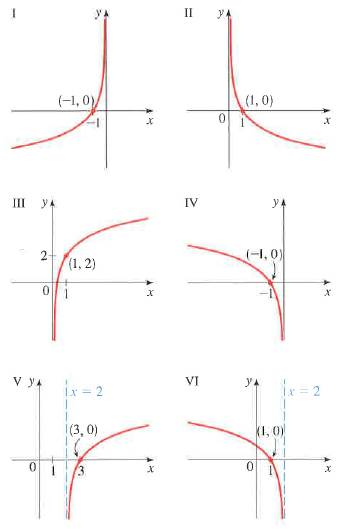 I y II y
(−1, 0) (1, 0)
−1 x 0 1 x
III y IV y
2 (1, 2) (−1, 0)
0 1 x −1 x
V y x = 2 VI y x = 2
(3, 0) (1, 0)
0 1 3 x 0 1 x